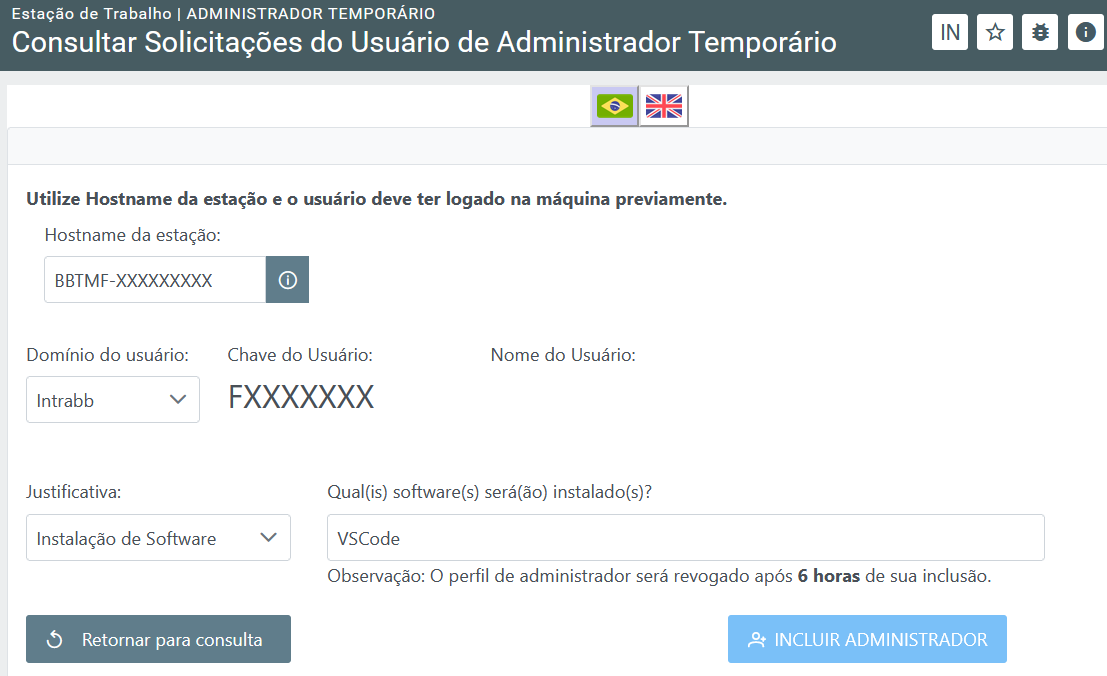 Estação de Trabalho | ADMINISTRADOR TEMPORÁRIO
Consultar Solicitações do Usuário de Administrador Temporário
IN
Utilize Hostname da estação e o usuário deve ter logado na máquina previamente.
Hostname da estação:
BBTMF-XXXXXXXXX
Domínio do usuário: Chave do Usuário: Nome do Usuário:
Intrabb FXXXXXXX
Justificativa: Qual(is) software(s) será(ão) instalado(s)?
Instalação de Software VSCode
Observação: O perfil de administrador será revogado após 6 horas de sua inclusão.
Retornar para consulta INCLUIR ADMINISTRADOR